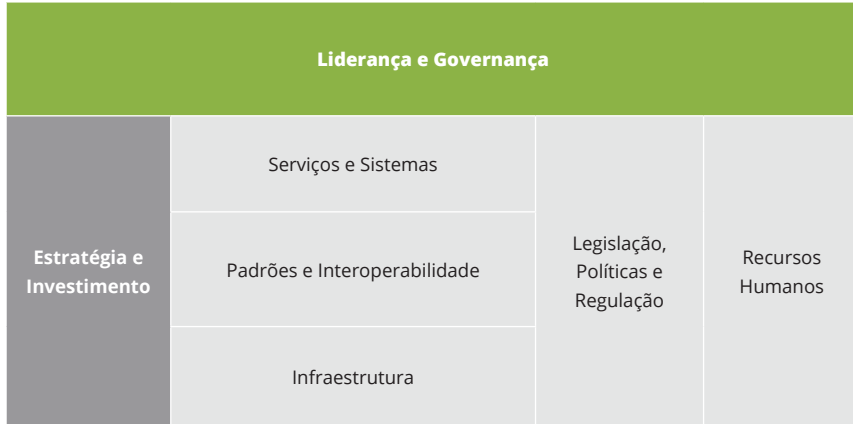 Liderança e Governança
Estratégia e
Investimento
Serviços e Sistemas
Padrões e Interoperabilidade
Infraestrutura
Legislação,
Políticas e
Regulação
Recursos
Humanos